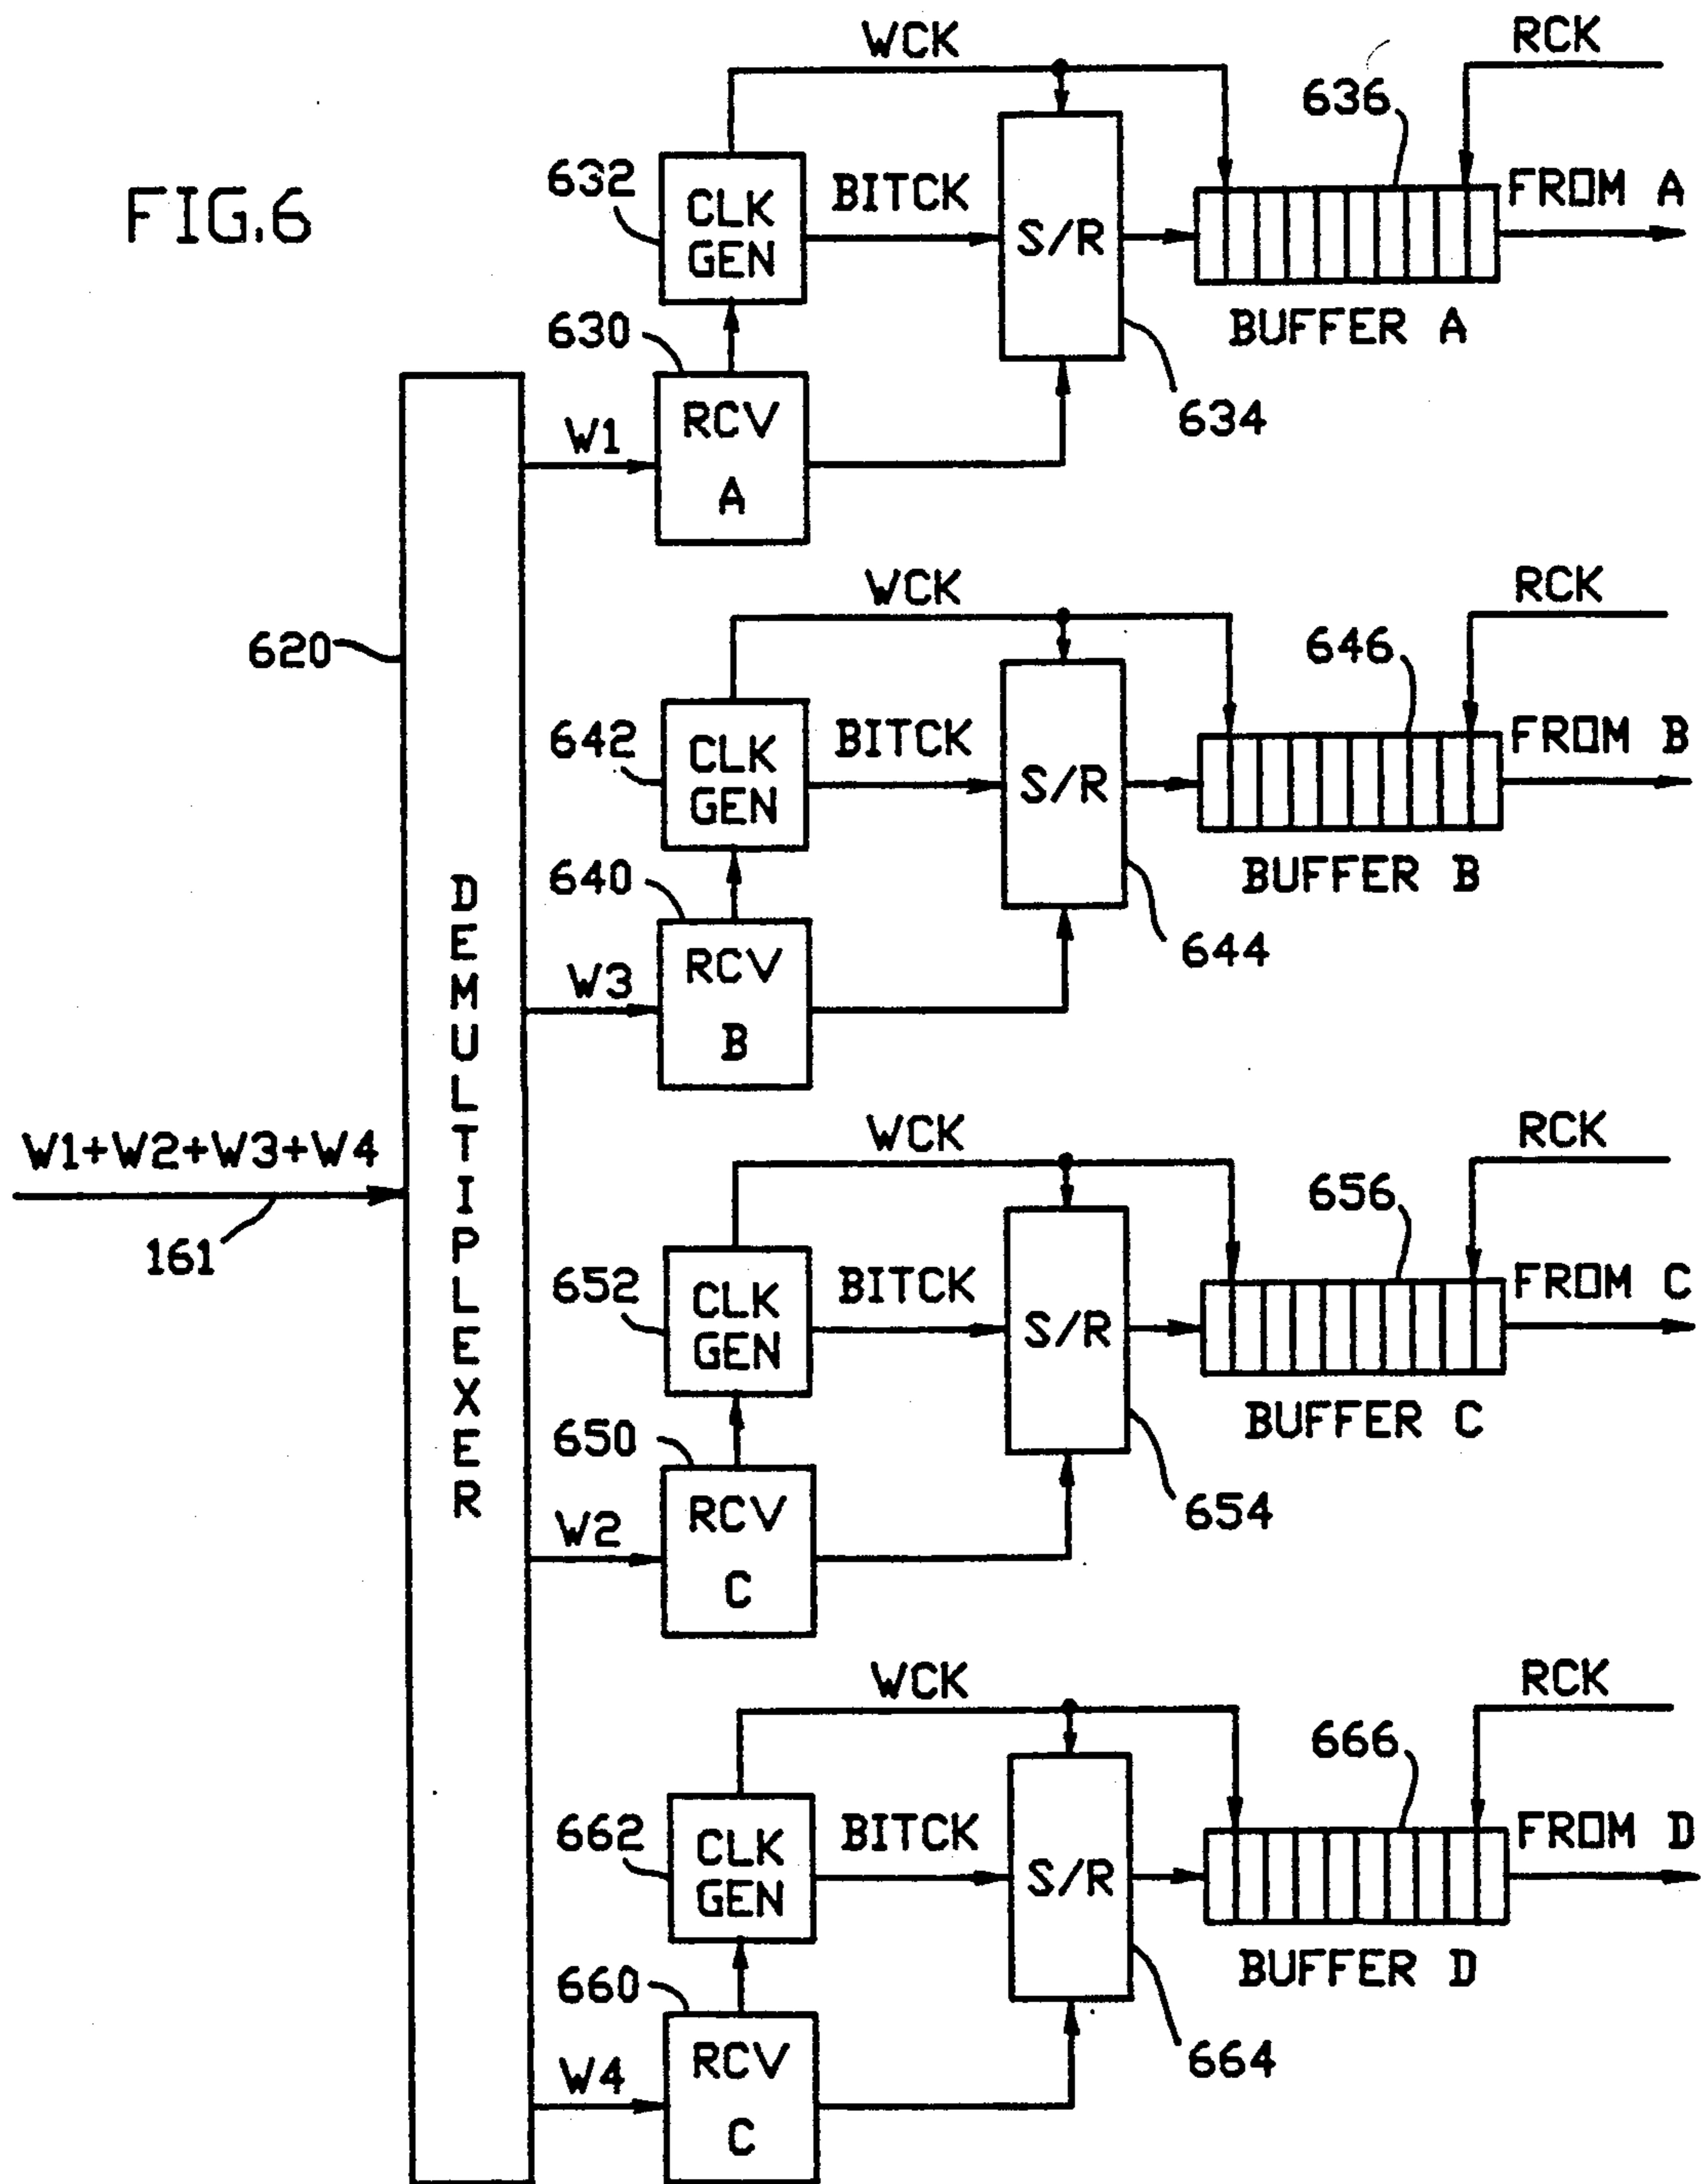 FIG.6
WCK
RCK
636
632
CLK
GEN
BITCK
S/R
FROM A
BUFFER A
630
RCV
A
W1
634
WCK
RCK
620
646
642
CLK
GEN
BITCK
S/R
FROM B
BUFFER B
640
RCV
B
W3
644
DEMULTIPLEXER
W1+W2+W3+W4
161
WCK
RCK
656
652
CLK
GEN
BITCK
S/R
FROM C
BUFFER C
650
RCV
C
W2
654
WCK
RCK
666
662
CLK
GEN
BITCK
S/R
FROM D
BUFFER D
660
RCV
C
W4
664